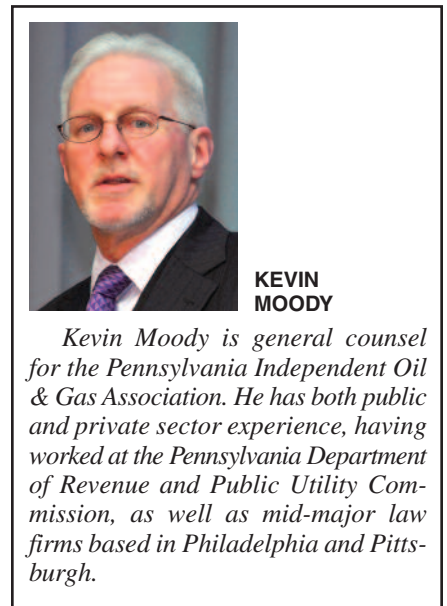 KEVIN
MOODY
Kevin Moody is general counsel
for the Pennsylvania Independent Oil
& Gas Association. He has both public
and private sector experience, having
worked at the Pennsylvania Department
of Revenue and Public Utility Com-
mission, as well as mid-major law
firms based in Philadelphia and Pitts-
burgh.